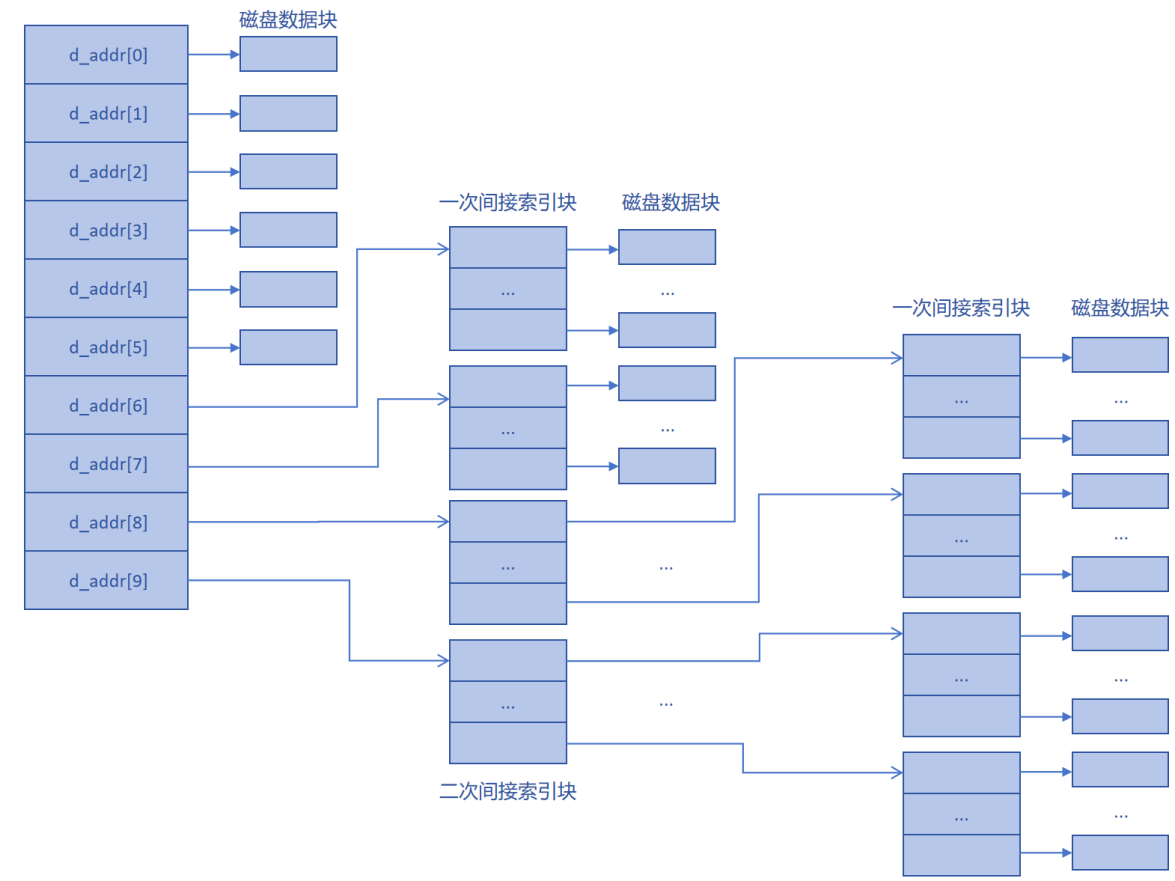 磁盘数据块
d_addr[0]
d_addr[1]
d_addr[2]
d_addr[3]
d_addr[4]
d_addr[5]
d_addr[6]
d_addr[7]
d_addr[8]
d_addr[9]
一次间接索引块
磁盘数据块
...
...
...
...
...
...
...
...
二次间接索引块
一次间接索引块
磁盘数据块
...
...
...
...
...
...
...
...